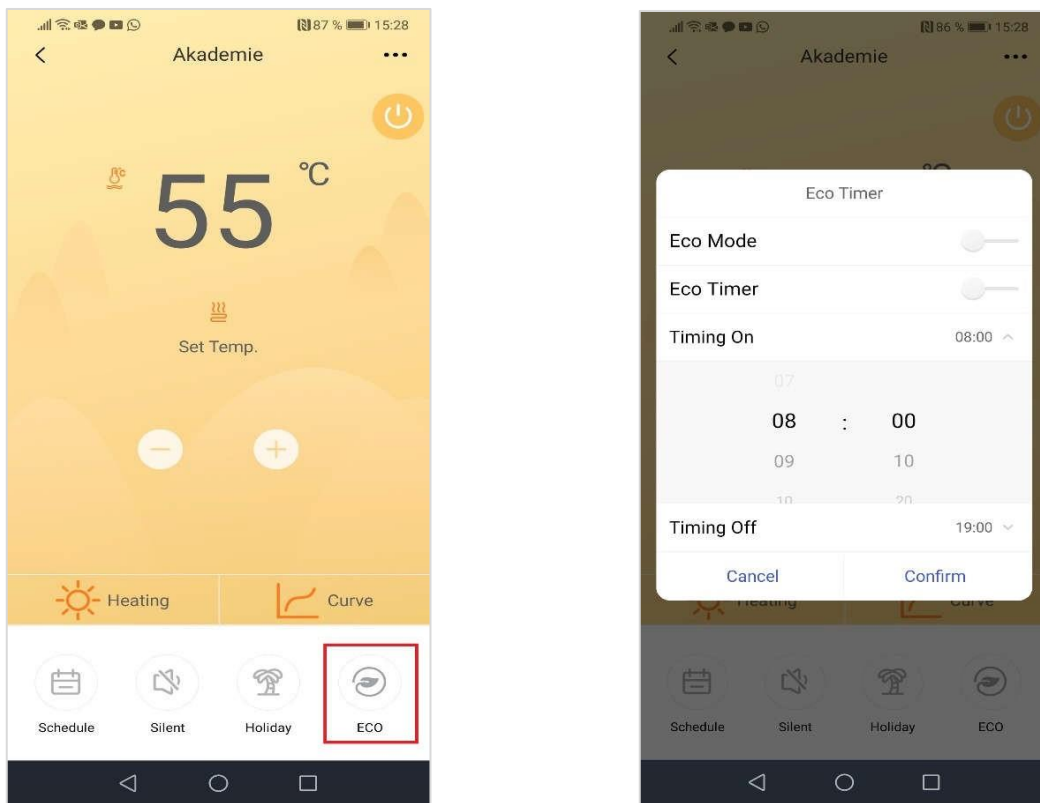 87 % 15:28
Akademie
55 °C
Set Temp.
Heating Curve
Schedule Silent Holiday ECO
86 % 15:28
Akademie
°C
Eco Timer
Eco Mode
Eco Timer
Timing On 08:00
07
08 : 00
09 10
10 20
Timing Off 19:00
Cancel Confirm
Heating Curve
Schedule Silent Holiday ECO